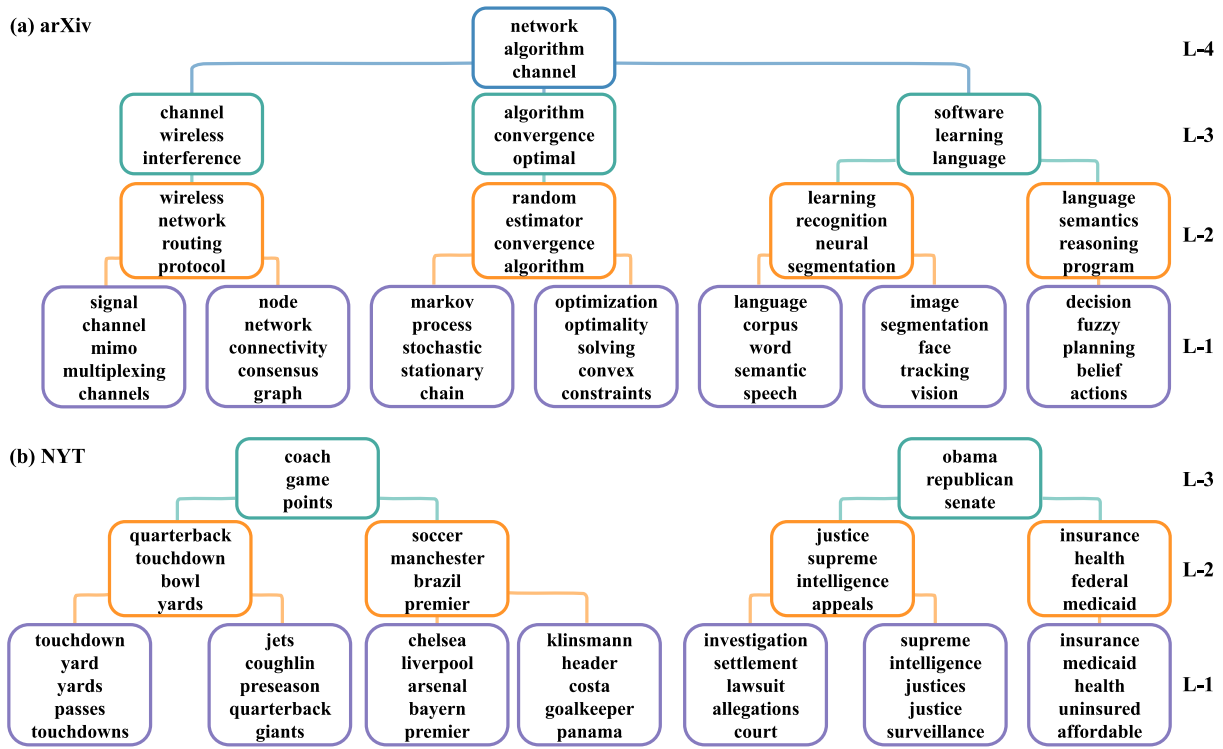 (a) arXiv
network
algorithm
channel
L-4
channel
wireless
interference
algorithm
convergence
optimal
software
learning
language
L-3
wireless
network
routing
protocol
random
estimator
convergence
algorithm
learning
recognition
neural
segmentation
language
semantics
reasoning
program
L-2
signal
channel
mimo
multiplexing
channels
node
network
connectivity
consensus
graph
markov
process
stochastic
stationary
chain
optimization
optimality
solving
convex
constraints
language
corpus
word
semantic
speech
image
segmentation
face
tracking
vision
decision
fuzzy
planning
belief
actions
L-1
(b) NYT
coach
game
points
obama
republican
senate
L-3
quarterback
touchdown
bowl
yards
soccer
manchester
brazil
premier
justice
supreme
intelligence
appeals
insurance
health
federal
medicaid
L-2
touchdown
yard
yards
passes
touchdowns
jets
coughlin
preseason
quarterback
giants
chelsea
liverpool
arsenal
bayern
premier
klinsmann
header
costa
goalkeeper
panama
investigation
settlement
lawsuit
allegations
court
supreme
intelligence
justices
justice
surveillance
insurance
medicaid
health
uninsured
affordable
L-1